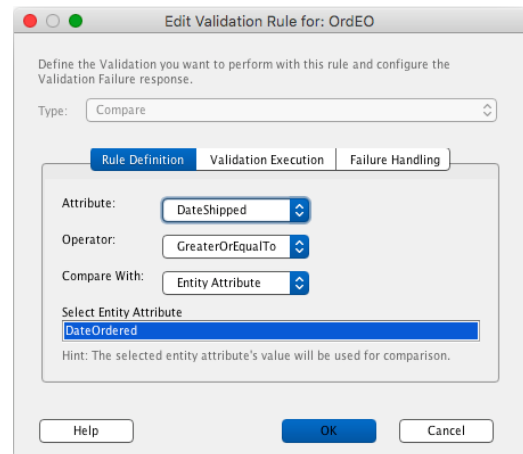 Edit Validation Rule for: OrdEO
Define the Validation you want to perform with this rule and configure the
Validation Failure response.
Type: Compare
Rule Definition Validation Execution Failure Handling
Attribute: DateShipped
Operator: GreaterOrEqualTo
Compare With: Entity Attribute
Select Entity Attribute
DateOrdered
Hint: The selected entity attribute's value will be used for comparison.
Help OK Cancel